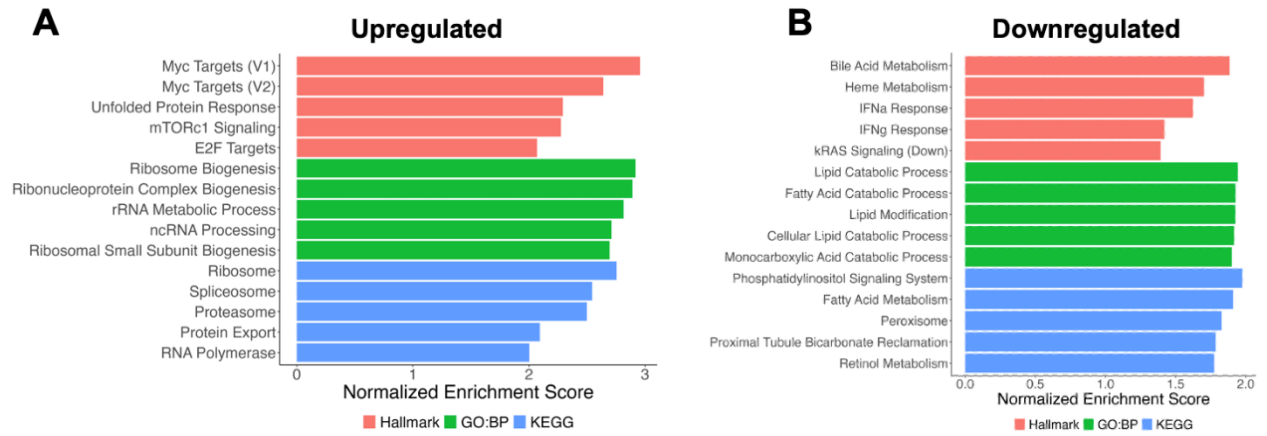 A
Upregulated
Myc Targets (V1)
Myc Targets (V2)
Unfolded Protein Response
mTORc1 Signaling
E2F Targets
Ribosome Biogenesis
Ribonucleoprotein Complex Biogenesis
rRNA Metabolic Process
ncRNA Processing
Ribosomal Small Subunit Biogenesis
Ribosome
Spliceosome
Proteasome
Protein Export
RNA Polymerase
0 1 2 3
Normalized Enrichment Score
Hallmark GO:BP KEGG
B
Downregulated
Bile Acid Metabolism
Heme Metabolism
IFNa Response
IFNg Response
kRAS Signaling (Down)
Lipid Catabolic Process
Fatty Acid Catabolic Process
Lipid Modification
Cellular Lipid Catabolic Process
Monocarboxylic Acid Catabolic Process
Phosphatidylinositol Signaling System
Fatty Acid Metabolism
Peroxisome
Proximal Tubule Bicarbonate Reclamation
Retinol Metabolism
0.0 0.5 1.0 1.5 2.0
Normalized Enrichment Score
Hallmark GO:BP KEGG